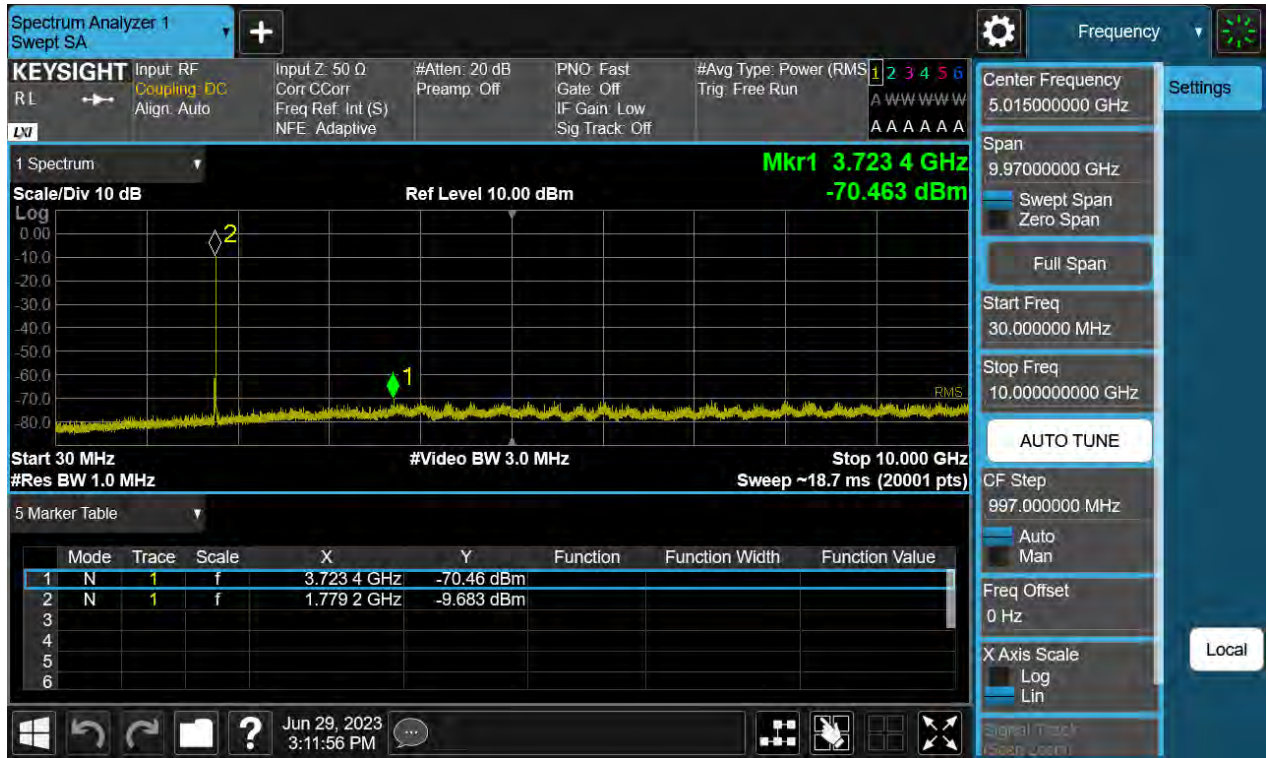 Spectrum Analyzer 1
Swept SA
+
Frequency
KEYSIGHT
RL
LXI
Input: RF
Coupling: DC
Align: Auto
Input Z: 50 Ω
Corr CCorr
Freq Ref: Int (S)
NFE: Adaptive
#Atten: 20 dB
Preamp: Off
PNO: Fast
Gate: Off
IF Gain: Low
Sig Track: Off
#Avg Type: Power (RMS
Trig: Free Run
1 2 3 4 5 6
A W W W W W
A A A A A A
Center Frequency
5.015000000 GHz
Settings
1 Spectrum
Mkr1 3.723 4 GHz
Scale/Div 10 dB
Ref Level 10.00 dBm
-70.463 dBm
Log
0.00
-10.0
-20.0
-30.0
-40.0
-50.0
-60.0
-70.0
-80.0
2
1
RMS
Start 30 MHz
#Video BW 3.0 MHz
Stop 10.000 GHz
#Res BW 1.0 MHz
Sweep ~18.7 ms (20001 pts)
Span
9.97000000 GHz
Swept Span
Zero Span
Full Span
Start Freq
30.000000 MHz
Stop Freq
10.000000000 GHz
AUTO TUNE
CF Step
997.000000 MHz
Auto
Man
Freq Offset
0 Hz
X Axis Scale
Log
Lin
Signal Track
(Span Zoom)
Local
5 Marker Table
Mode Trace Scale X Y Function Function Width Function Value
1 N 1 f 3.723 4 GHz -70.46 dBm
2 N 1 f 1.779 2 GHz -9.683 dBm
3
4
5
6
?
Jun 29, 2023
3:11:56 PM